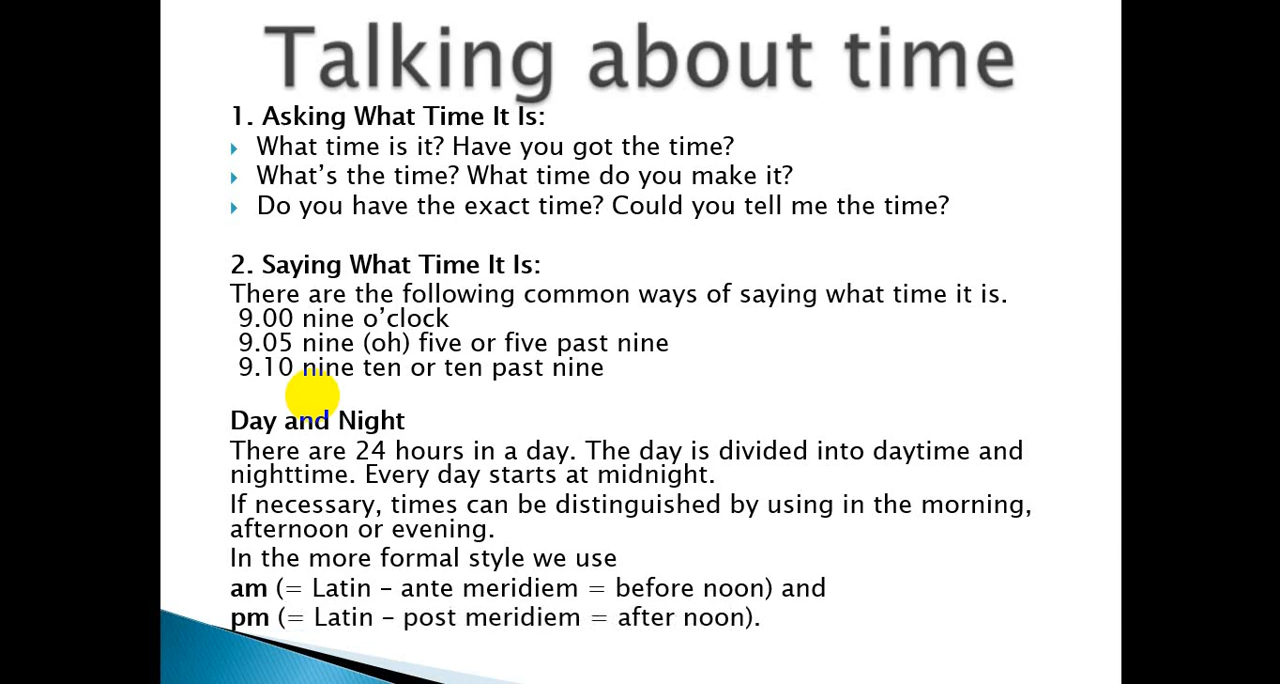 Talking about time
1. Asking What Time It Is:
What time is it? Have you got the time?
What’s the time? What time do you make it?
Do you have the exact time? Could you tell me the time?
2. Saying What Time It Is:
There are the following common ways of saying what time it is.
9.00 nine o’clock
9.05 nine (oh) five or five past nine
9.10 nine ten or ten past nine
Day and Night
There are 24 hours in a day. The day is divided into daytime and
nighttime. Every day starts at midnight.
If necessary, times can be distinguished by using in the morning,
afternoon or evening.
In the more formal style we use
am (= Latin – ante meridiem = before noon) and
pm (= Latin – post meridiem = after noon).